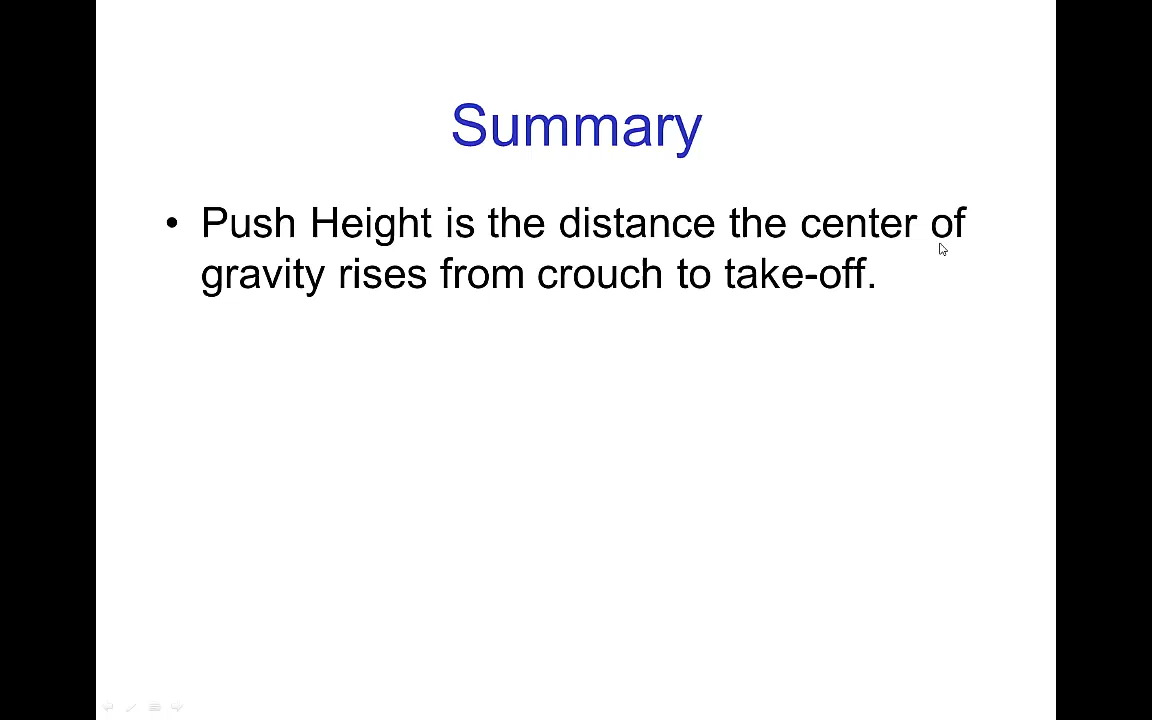 Summary
• Push Height is the distance the center of
gravity rises from crouch to take-off.